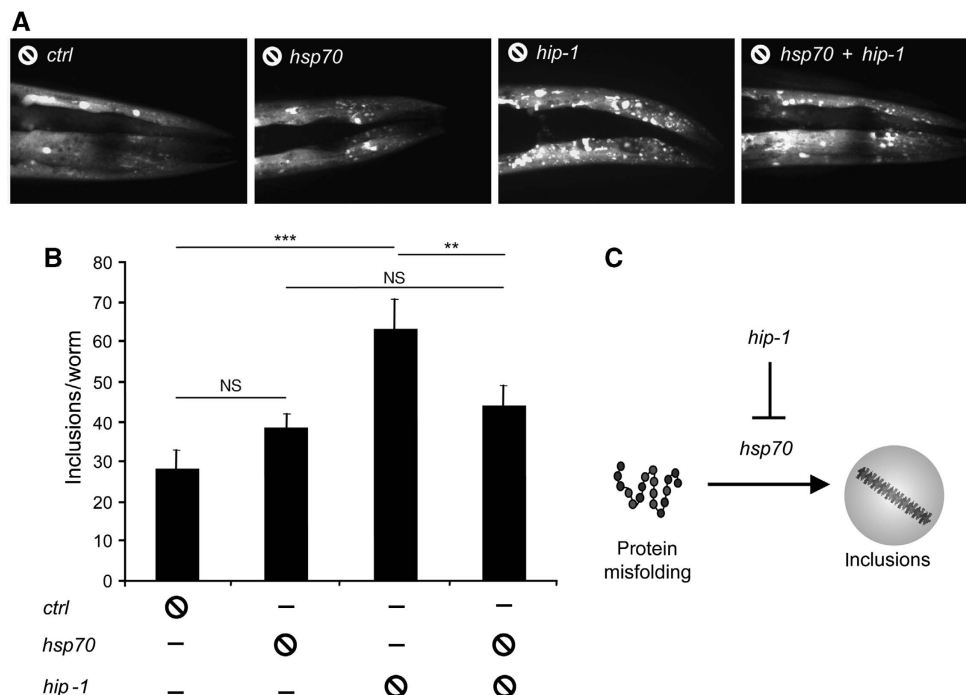 A
ctrl
hsp70
hip-1
hsp70 + hip-1
B
***
**
NS
NS
Inclusions/worm
80
70
60
50
40
30
20
10
0
ctrl – – –
hsp70 – –
hip-1 – –
C
hip-1
hsp70
Protein
misfolding
Inclusions